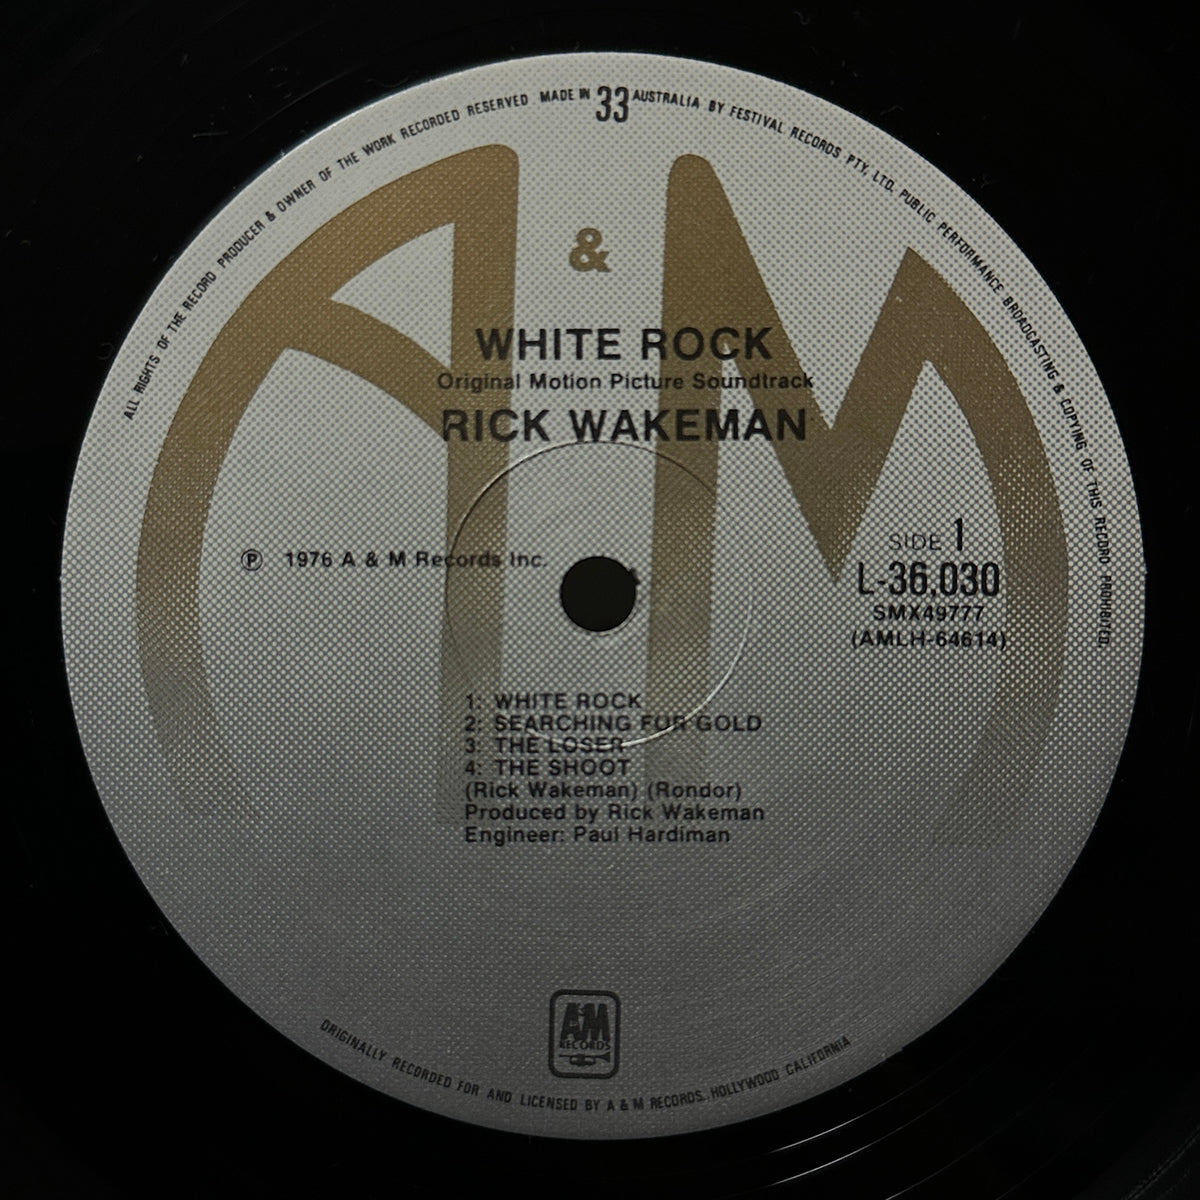 ALL RIGHTS OF THE RECORD PRODUCER & OWNER OF THE WORK RECORDED RESERVED MADE IN 33 AUSTRALIA BY FESTIVAL RECORDS PTY. LTD. PUBLIC PERFORMANCE BROADCASTING & COPYING OF THIS RECORD PROHIBITED.
A & M
WHITE ROCK
Original Motion Picture Soundtrack
RICK WAKEMAN
℗ 1976 A & M Records Inc.
SIDE 1
L-36,030
SMX49777
(AMLH-64614)
1: WHITE ROCK
2: SEARCHING FOR GOLD
3: THE LOSER
4: THE SHOOT
(Rick Wakeman) (Rondor)
Produced by Rick Wakeman
Engineer: Paul Hardiman
A&M
RECORDS
ORIGINALLY RECORDED FOR AND LICENSED BY A & M RECORDS., HOLLYWOOD CALIFORNIA